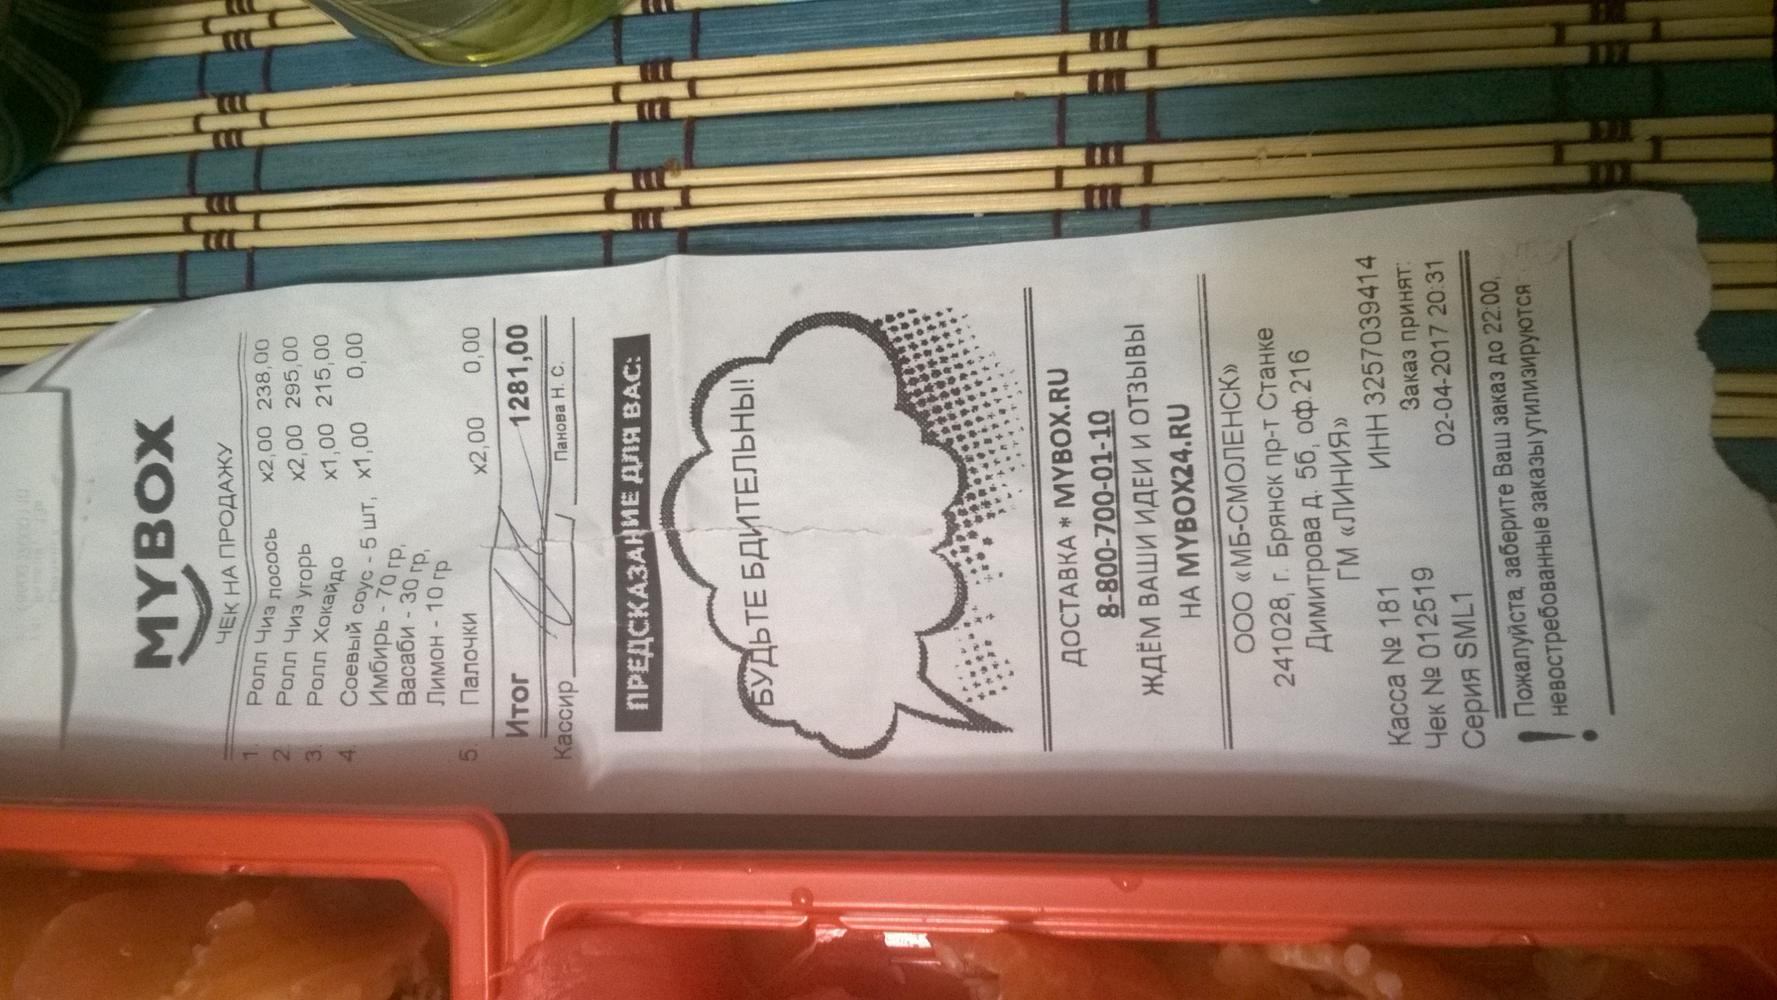 MYBOX
ЧЕК НА ПРОДАЖУ
1. Ролл Чиз лосось x2,00 238,00
2. Ролл Чиз угорь x2,00 295,00
3. Ролл Хокайдо x1,00 215,00
4. Соевый соус - 5 шт, x1,00 0,00
Имбирь - 70 гр,
Васаби - 30 гр,
Лимон - 10 гр
5. Палочки x2,00 0,00
Итог 1281,00
Кассир / Панова Н. С.
ПРЕДСКАЗАНИЕ ДЛЯ ВАС:
БУДЬТЕ БДИТЕЛЬНЫ!
ДОСТАВКА * MYBOX.RU
8-800-700-01-10
ЖДЁМ ВАШИ ИДЕИ И ОТЗЫВЫ
НА MYBOX24.RU
ООО «МБ-СМОЛЕНСК»
241028, г. Брянск пр-т Станке
Димитрова д. 5б, оф.216
ГМ «ЛИНИЯ»
Касса № 181 ИНН 3257039414
Чек № 012519 Заказ принят:
Серия SML1 02-04-2017 20:31
! Пожалуйста, заберите Ваш заказ до 22:00,
невостребованные заказы утилизируются